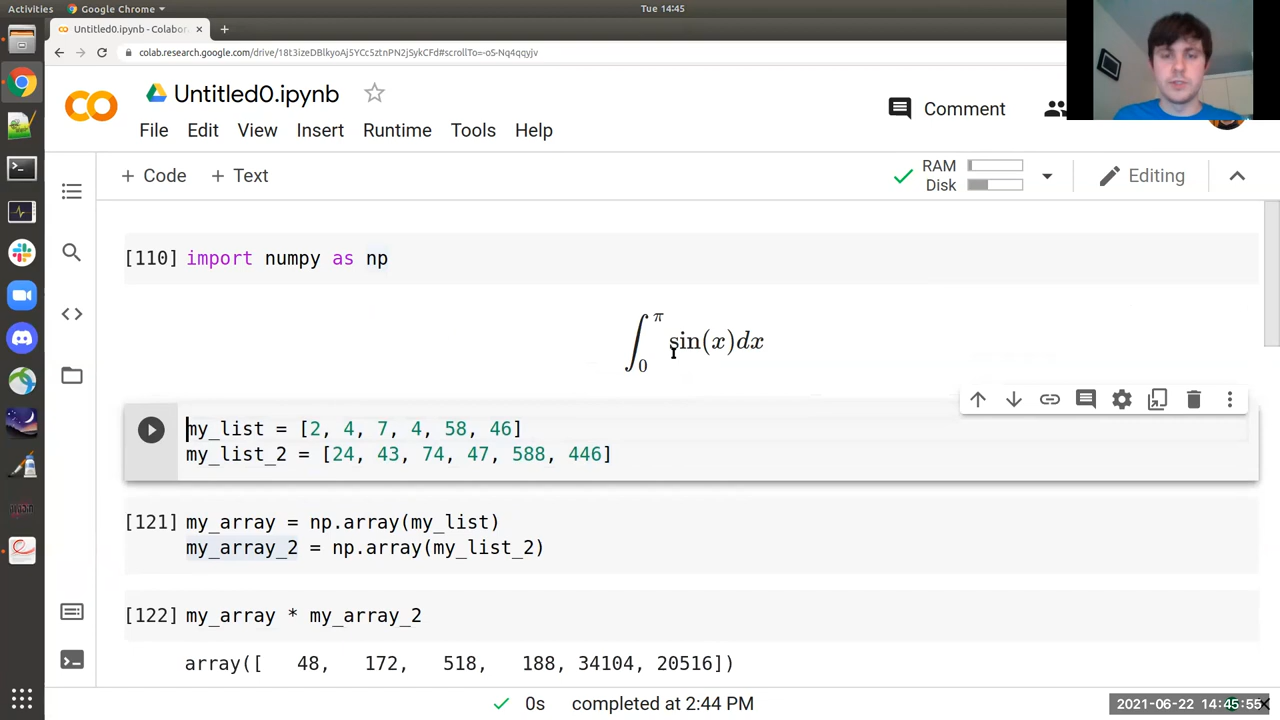 Activities Google Chrome Tue 14:45
Untitled0.ipynb - Colabor
colab.research.google.com/drive/18t3izeDBlkyoAj5YCc5ztnPN2jSykCFd#scrollTo=-oS-Nq4qqyjv
Untitled0.ipynb
Comment
File Edit View Insert Runtime Tools Help
+ Code + Text
RAM
Disk
Editing
[110] import numpy as np
∫₀^π sin(x)dx
my_list = [2, 4, 7, 4, 58, 46]
my_list_2 = [24, 43, 74, 47, 588, 446]
[121] my_array = np.array(my_list)
my_array_2 = np.array(my_list_2)
[122] my_array * my_array_2
array([ 48, 172, 518, 188, 34104, 20516])
0s completed at 2:44 PM
2021-06-22 14:45:55